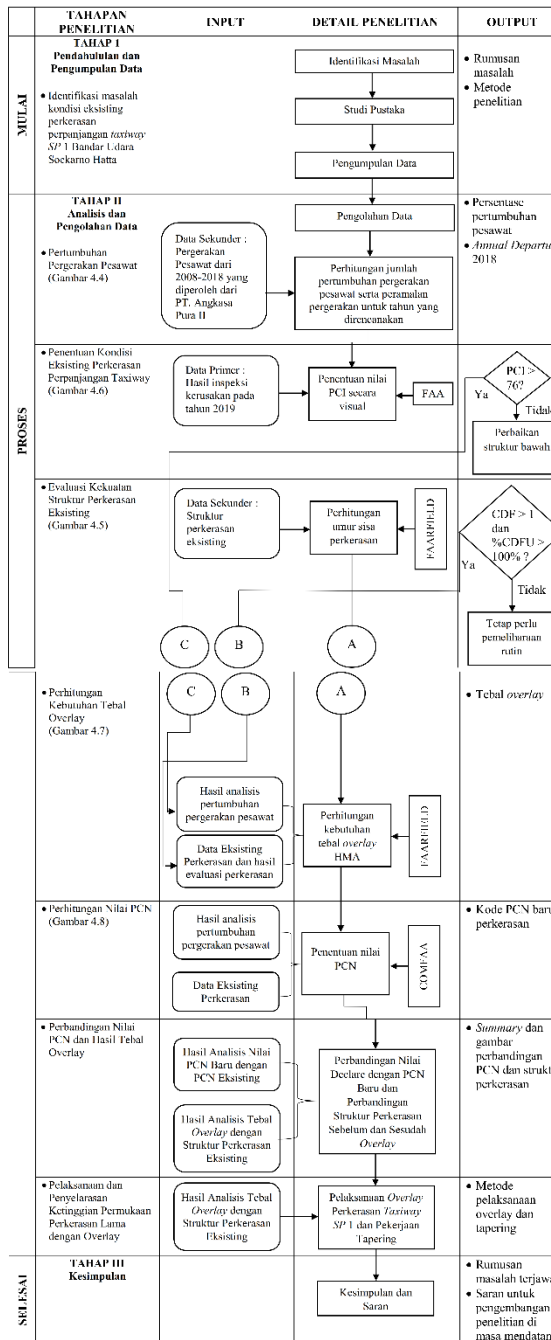 TAHAPAN
PENELITIAN
INPUT
DETAIL PENELITIAN
OUTPUT
MULAI
TAHAP I
Pendahuluan dan
Pengumpulan Data
• Identifikasi masalah
kondisi eksisting
perkerasan
perpanjangan taxiway
SP 1 Bandar Udara
Soekarno Hatta
Identifikasi Masalah
Studi Pustaka
Pengumpulan Data
• Rumusan
masalah
• Metode
penelitian
PROSES
TAHAP II
Analisis dan
Pengolahan Data
• Pertumbuhan
Pergerakan Pesawat
(Gambar 4.4)
Data Sekunder :
Pergerakan
Pesawat dari
2008-2018 yang
diperoleh dari
PT. Angkasa
Pura II
Pengolahan Data
Perhitungan jumlah
pertumbuhan pergerakan
pesawat serta peramalan
pergerakan untuk tahun yang
direncanakan
• Persentase
pertumbuhan
pesawat
• Annual Departu
2018
• Penentuan Kondisi
Eksisting Perkerasan
Perpanjangan Taxiway
(Gambar 4.6)
Data Primer :
Hasil inspeksi
kerusakan pada
tahun 2019
Penentuan nilai
PCI secara
visual
FAA
PCI >
76?
Ya
Tidak
Perbaikan
struktur bawah
• Evaluasi Kekuatan
Struktur Perkerasan
Eksisting
(Gambar 4.5)
Data Sekunder :
Struktur
perkerasan
eksisting
Perhitungan
umur sisa
perkerasan
FAARFIELD
CDF > 1
dan
%CDFU >
100% ?
Ya
Tidak
Tetap perlu
pemeliharaan
rutin
C
B
A
• Perhitungan
Kebutuhan Tebal
Overlay
(Gambar 4.7)
C
B
A
Hasil analisis
pertumbuhan
pergerakan pesawat
Data Eksisting
Perkerasan dan hasil
evaluasi perkerasan
Perhitungan
kebutuhan
tebal overlay
HMA
FAARFIELD
• Tebal overlay
• Perhitungan Nilai PCN
(Gambar 4.8)
Hasil analisis
pertumbuhan
pergerakan pesawat
Data Eksisting
Perkerasan
Penentuan nilai
PCN
COMFAA
• Kode PCN baru
perkerasan
• Perbandingan Nilai
PCN dan Hasil Tebal
Overlay
Hasil Analisis Nilai
PCN Baru dengan
PCN Eksisting
Hasil Analisis Tebal
Overlay dengan
Struktur Perkerasan
Eksisting
Perbandingan Nilai
Declare dengan PCN
Baru dan
Perbandingan
Struktur Perkerasan
Sebelum dan Sesudah
Overlay
• Summary dan
gambar
perbandingan
PCN dan strukt
perkerasan
• Pelaksanaan dan
Penyelarasan
Ketinggian Permukaan
Perkerasan Lama
dengan Overlay
Hasil Analisis Tebal
Overlay dengan
Struktur Perkerasan
Eksisting
Pelaksanaan Overlay
Perkerasan Taxiway
SP 1 dan Pekerjaan
Tapering
• Metode
pelaksanaan
overlay dan
tapering
SELESAI
TAHAP III
Kesimpulan
Kesimpulan dan
Saran
• Rumusan
masalah terjawa
• Saran untuk
pengembangan
penelitian di
masa mendatan